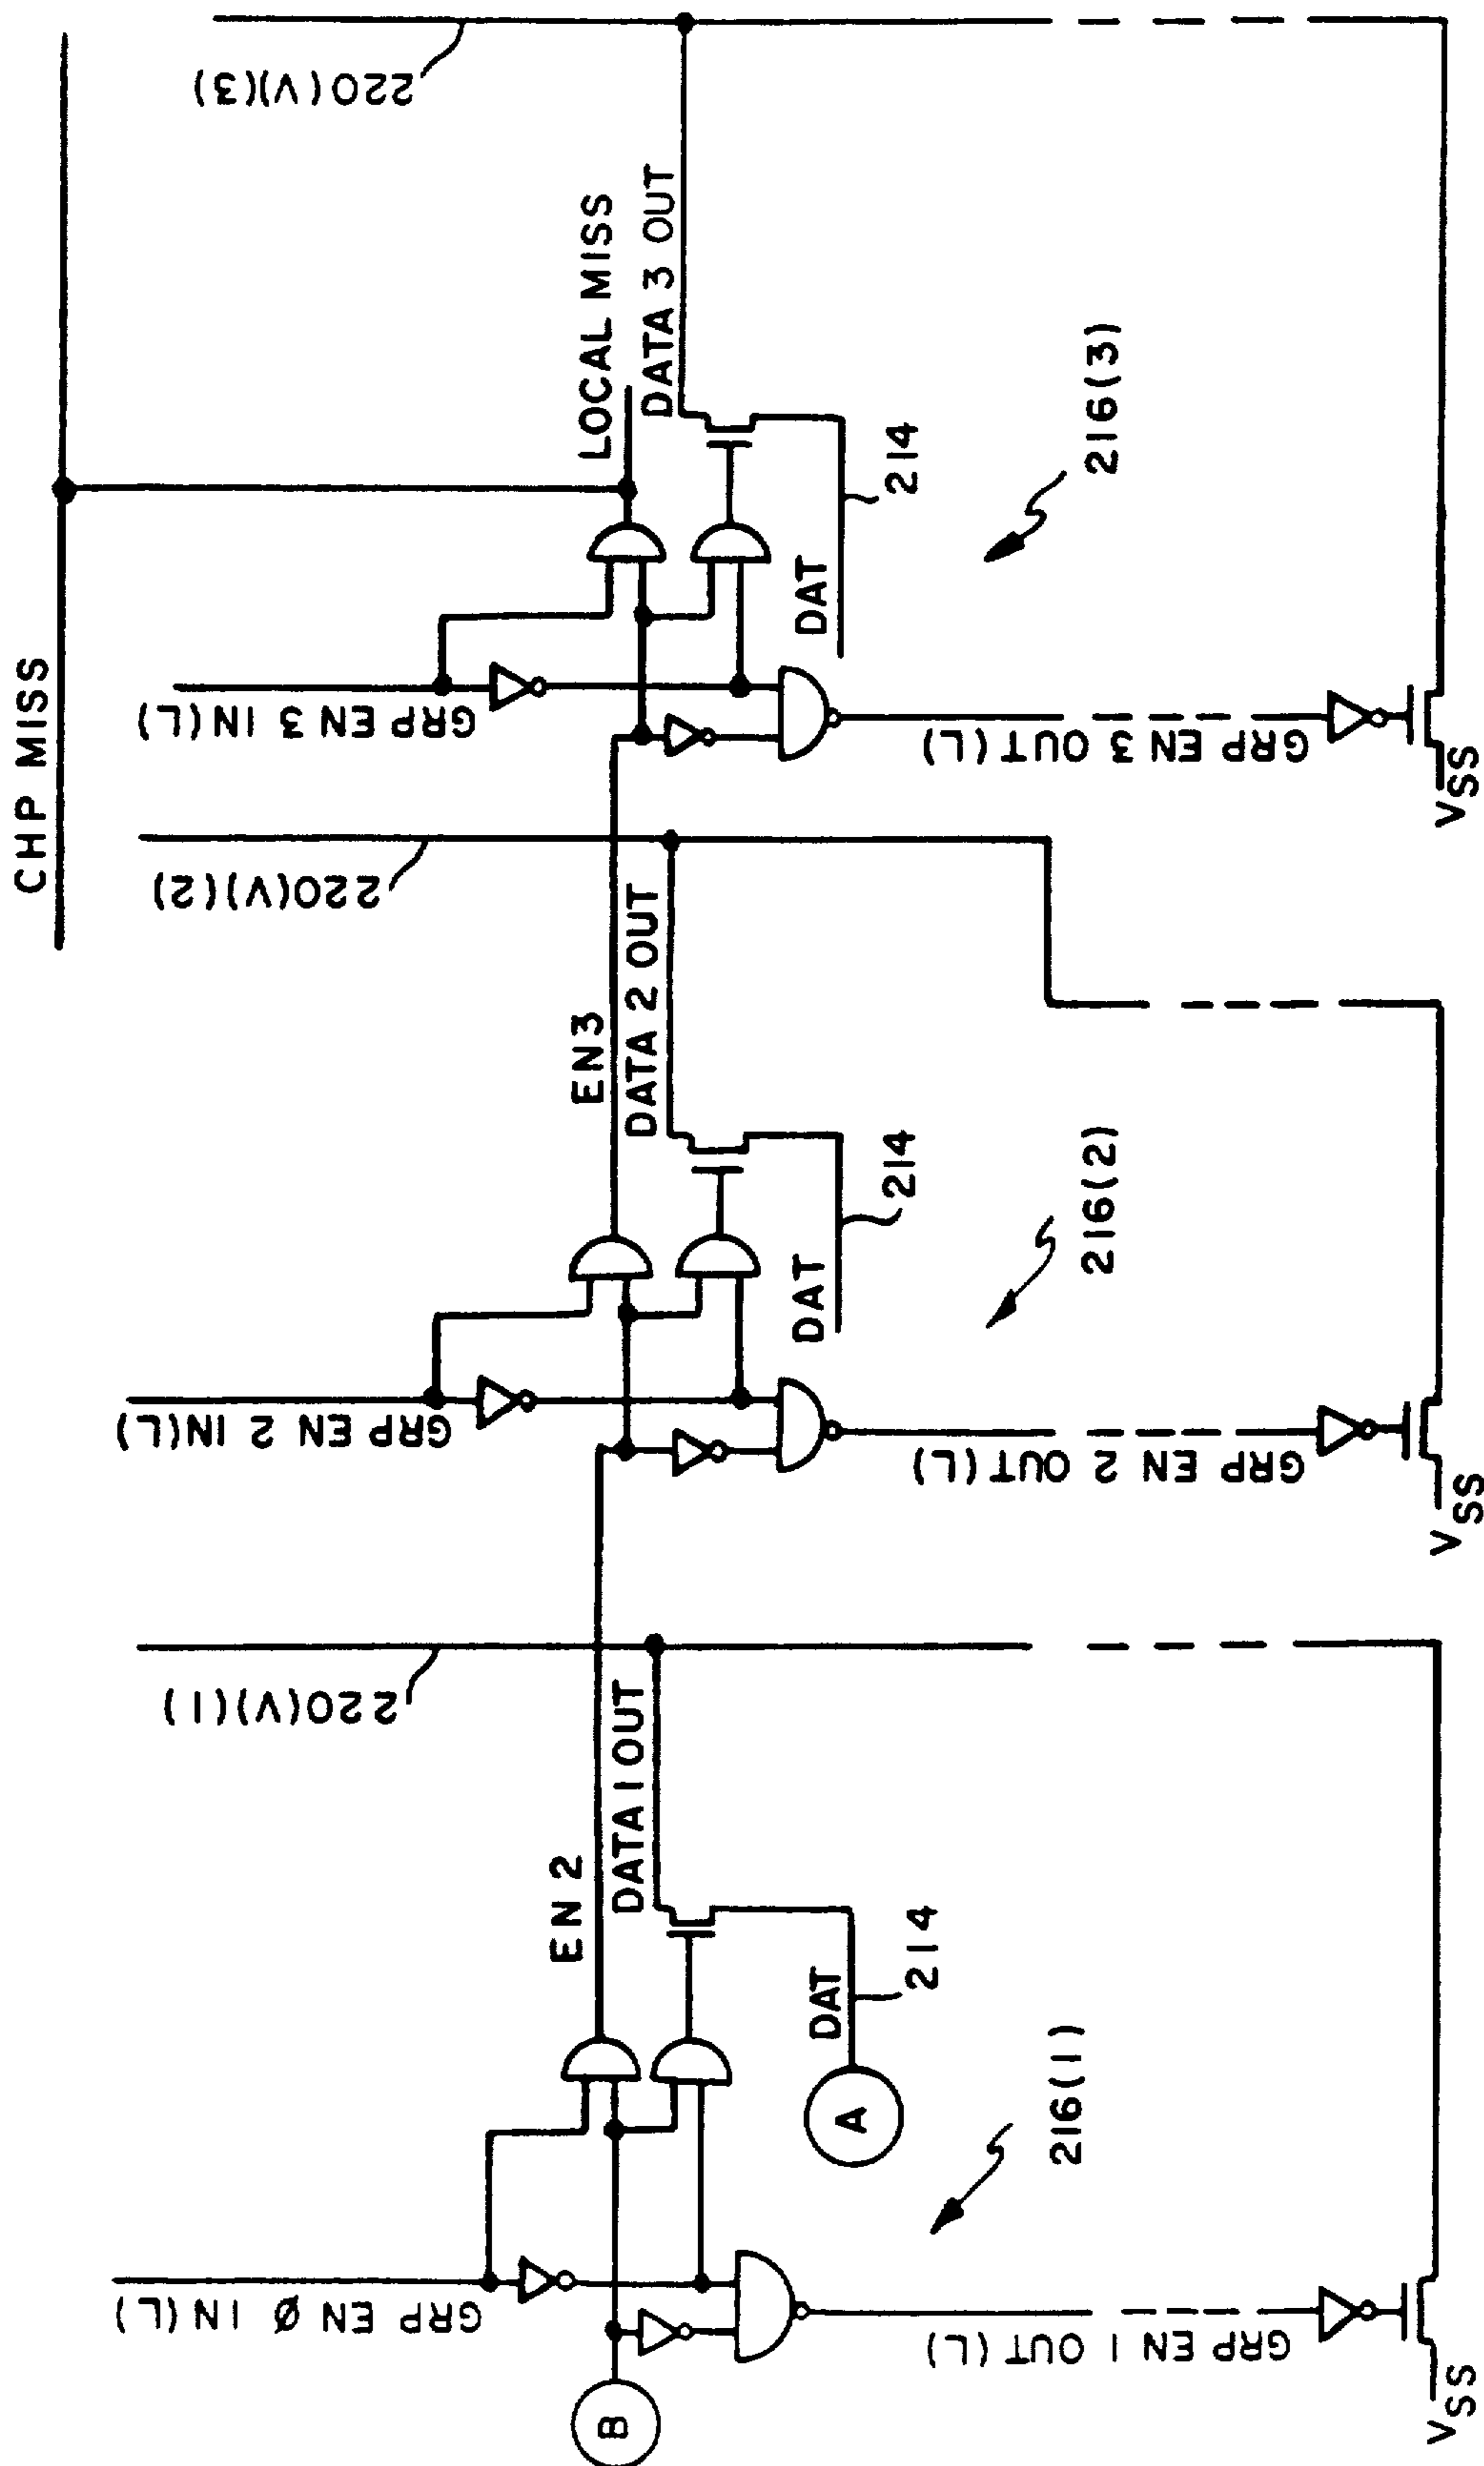 CHP MISS
220(V)(3)
LOCAL MISS
DATA 3 OUT
GRP EN 3 IN(L)
DAT
214
216(3)
GRP EN 3 OUT(L)
VSS
220(V)(2)
EN3
DATA 2 OUT
GRP EN 2 IN(L)
DAT
214
216(2)
GRP EN 2 OUT(L)
VSS
220(V)(1)
EN 2
DATA 1 OUT
GRP EN Ø IN(L)
DAT
214
A
216(1)
B
GRP EN 1 OUT(L)
VSS